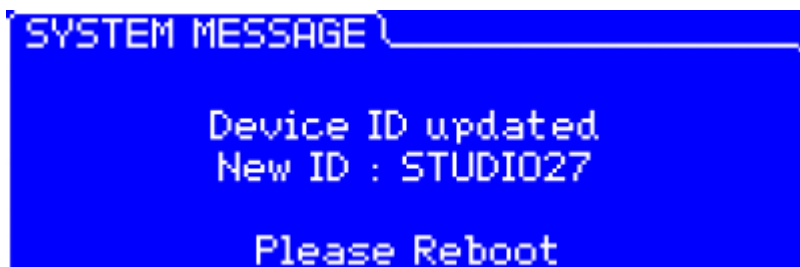 SYSTEM MESSAGE
Device ID updated
New ID : STUDIO27
Please Reboot